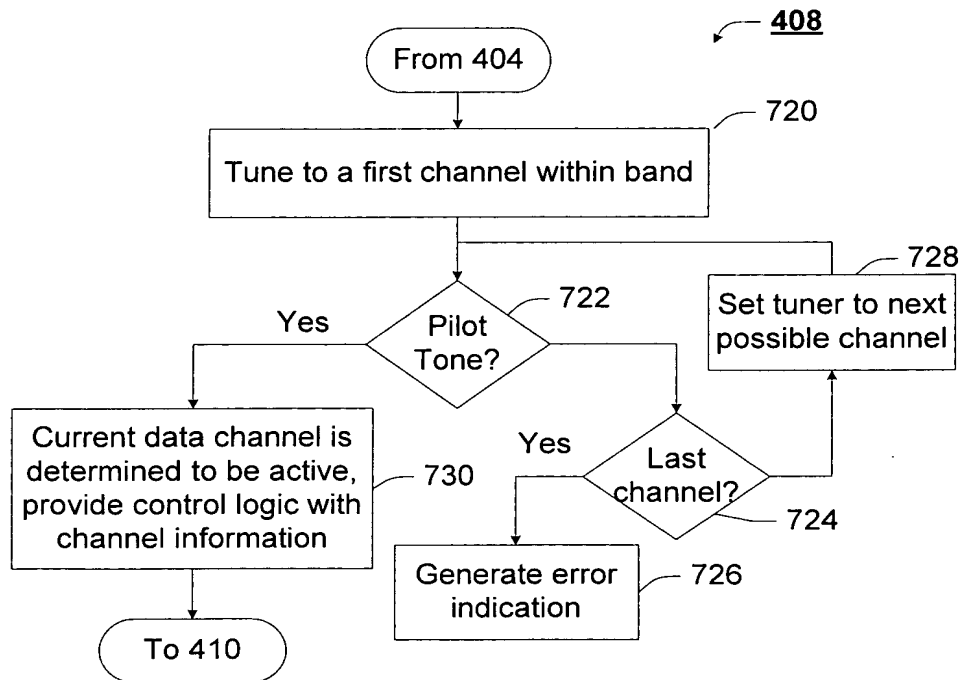 408
From 404
720
Tune to a first channel within band
728
Set tuner to next
possible channel
722
Yes
Pilot
Tone?
Current data channel is
determined to be active,
provide control logic with
channel information
730
Yes
Last
channel?
724
Generate error
indication
726
To 410